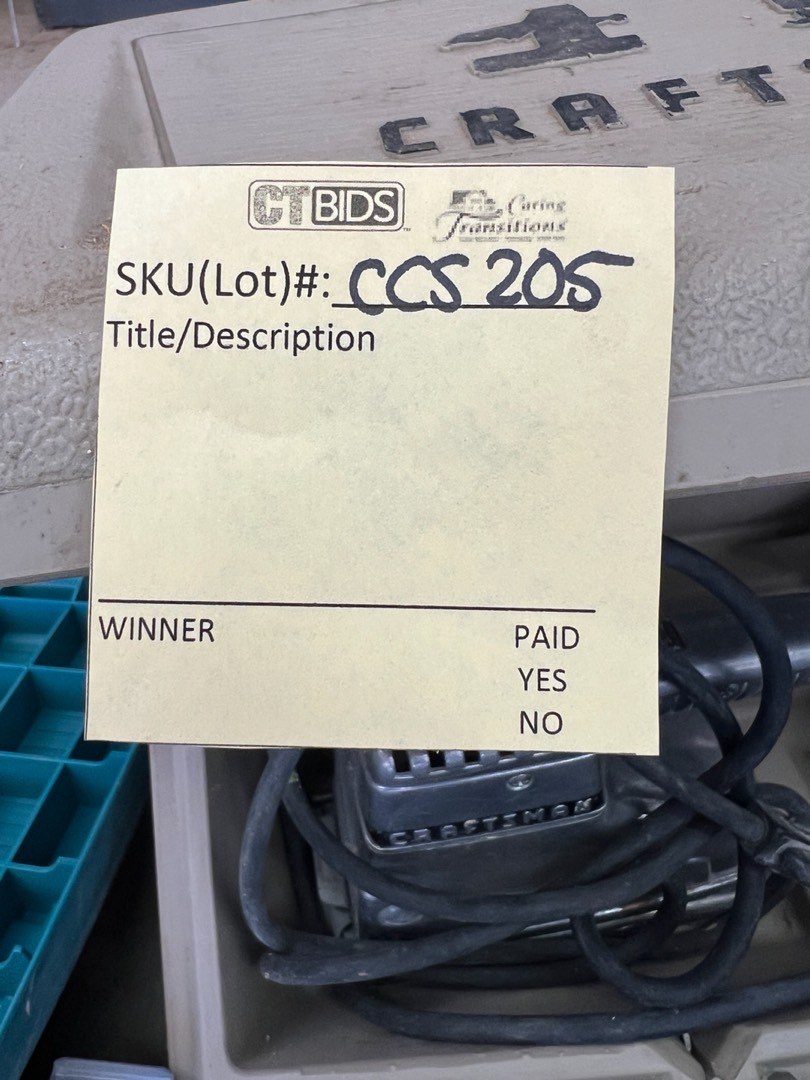 CRAFT
CTBIDS
Caring
Transitions
SKU(Lot)#: CCS 205
Title/Description
WINNER
PAID
YES
NO
CRAFTSMAN